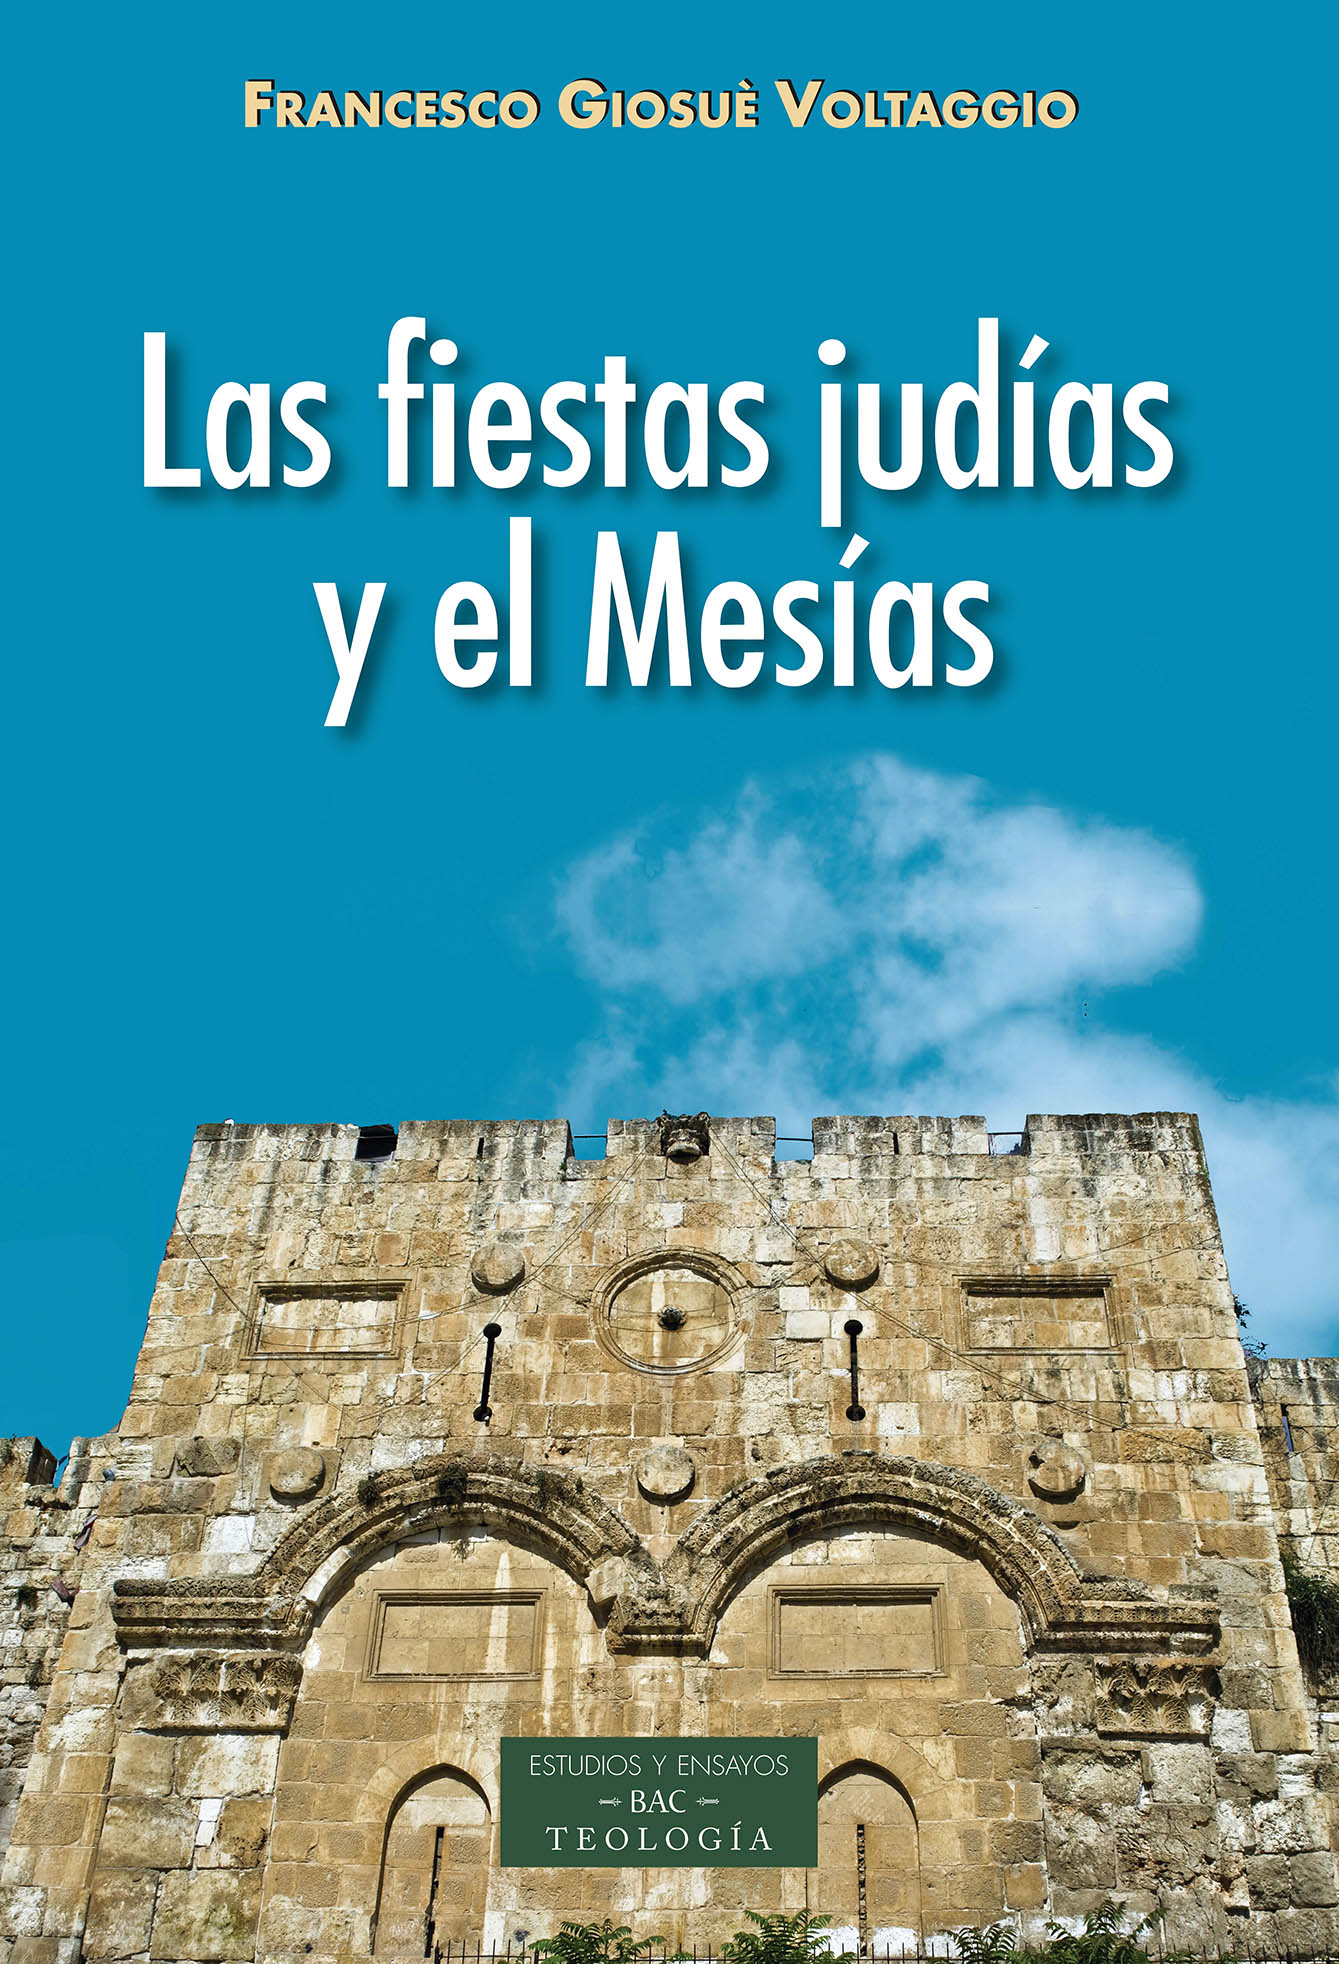 Francesco Giosuè Voltaggio
Las fiestas judías
y el Mesías
ESTUDIOS Y ENSAYOS
BAC
TEOLOGÍA